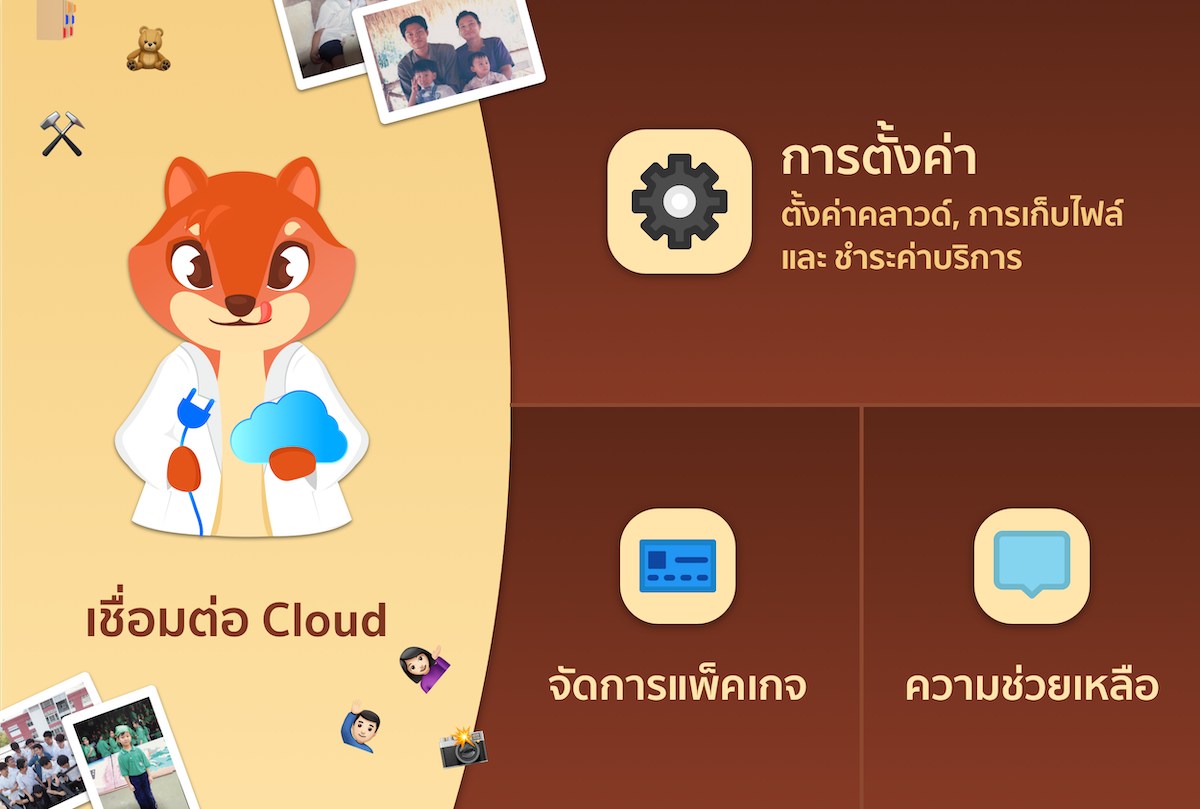 การตั้งค่า
ตั้งค่าคลาวด์, การเก็บไฟล์
และ ชำระค่าบริการ
เชื่อมต่อ Cloud
จัดการแพ็คเกจ
ความช่วยเหลือ